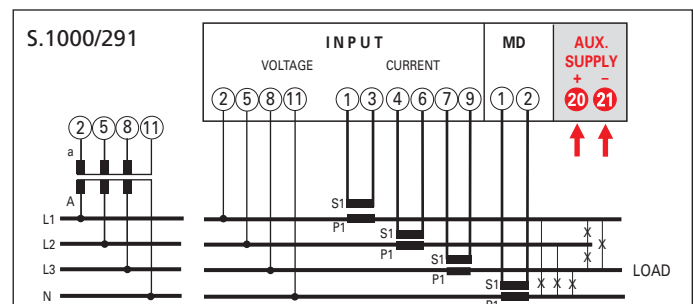 S.1000/291
INPUT
MD
AUX.
SUPPLY
+ −
20 21
VOLTAGE
CURRENT
2 5 8 11
1 3 4 6 7 9
1 2
2 5 8 11
a
A
S1
P1
S1
P1
S1
P1
S1
P1
L1
L2
L3
N
X
X
X
X X X
LOAD